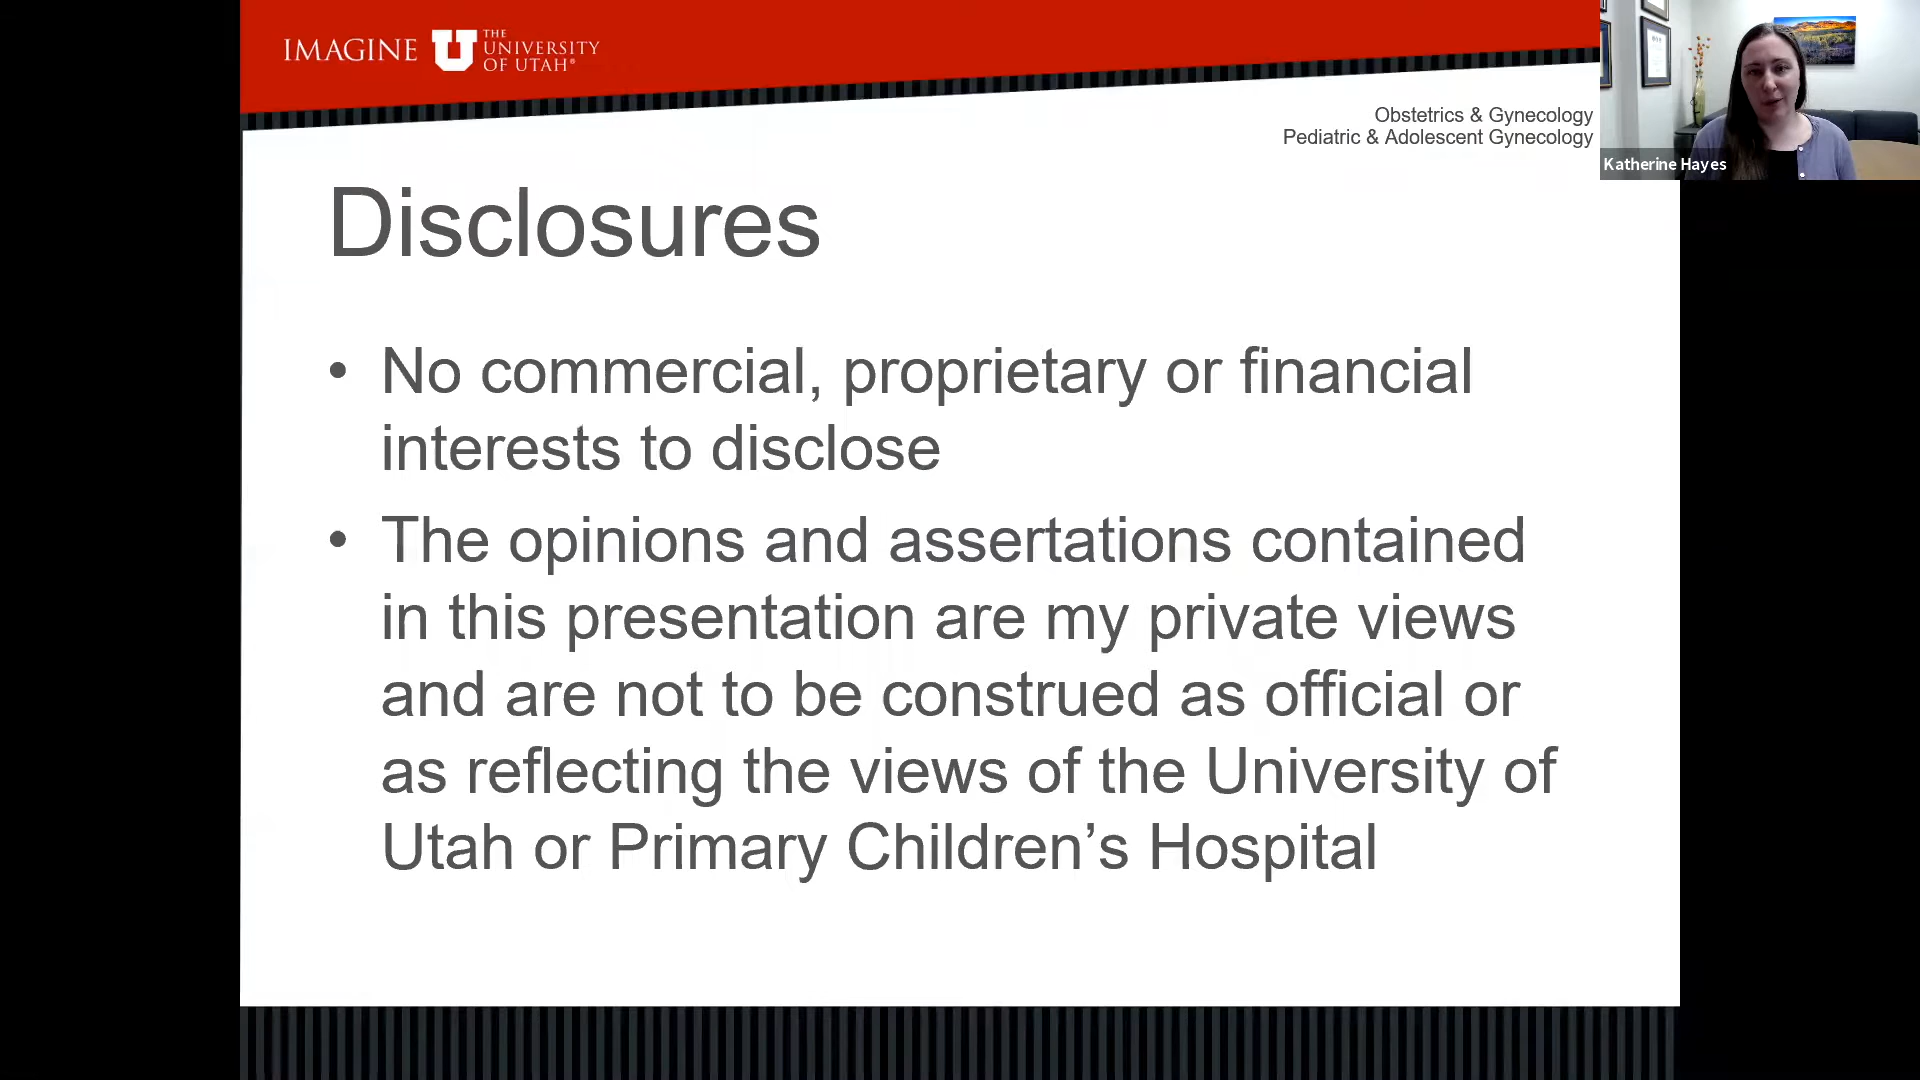 IMAGINE
THE
UNIVERSITY
OF UTAH®
Obstetrics & Gynecology
Pediatric & Adolescent Gynecology
Katherine Hayes
Disclosures
• No commercial, proprietary or financial
interests to disclose
• The opinions and assertations contained
in this presentation are my private views
and are not to be construed as official or
as reflecting the views of the University of
Utah or Primary Children’s Hospital